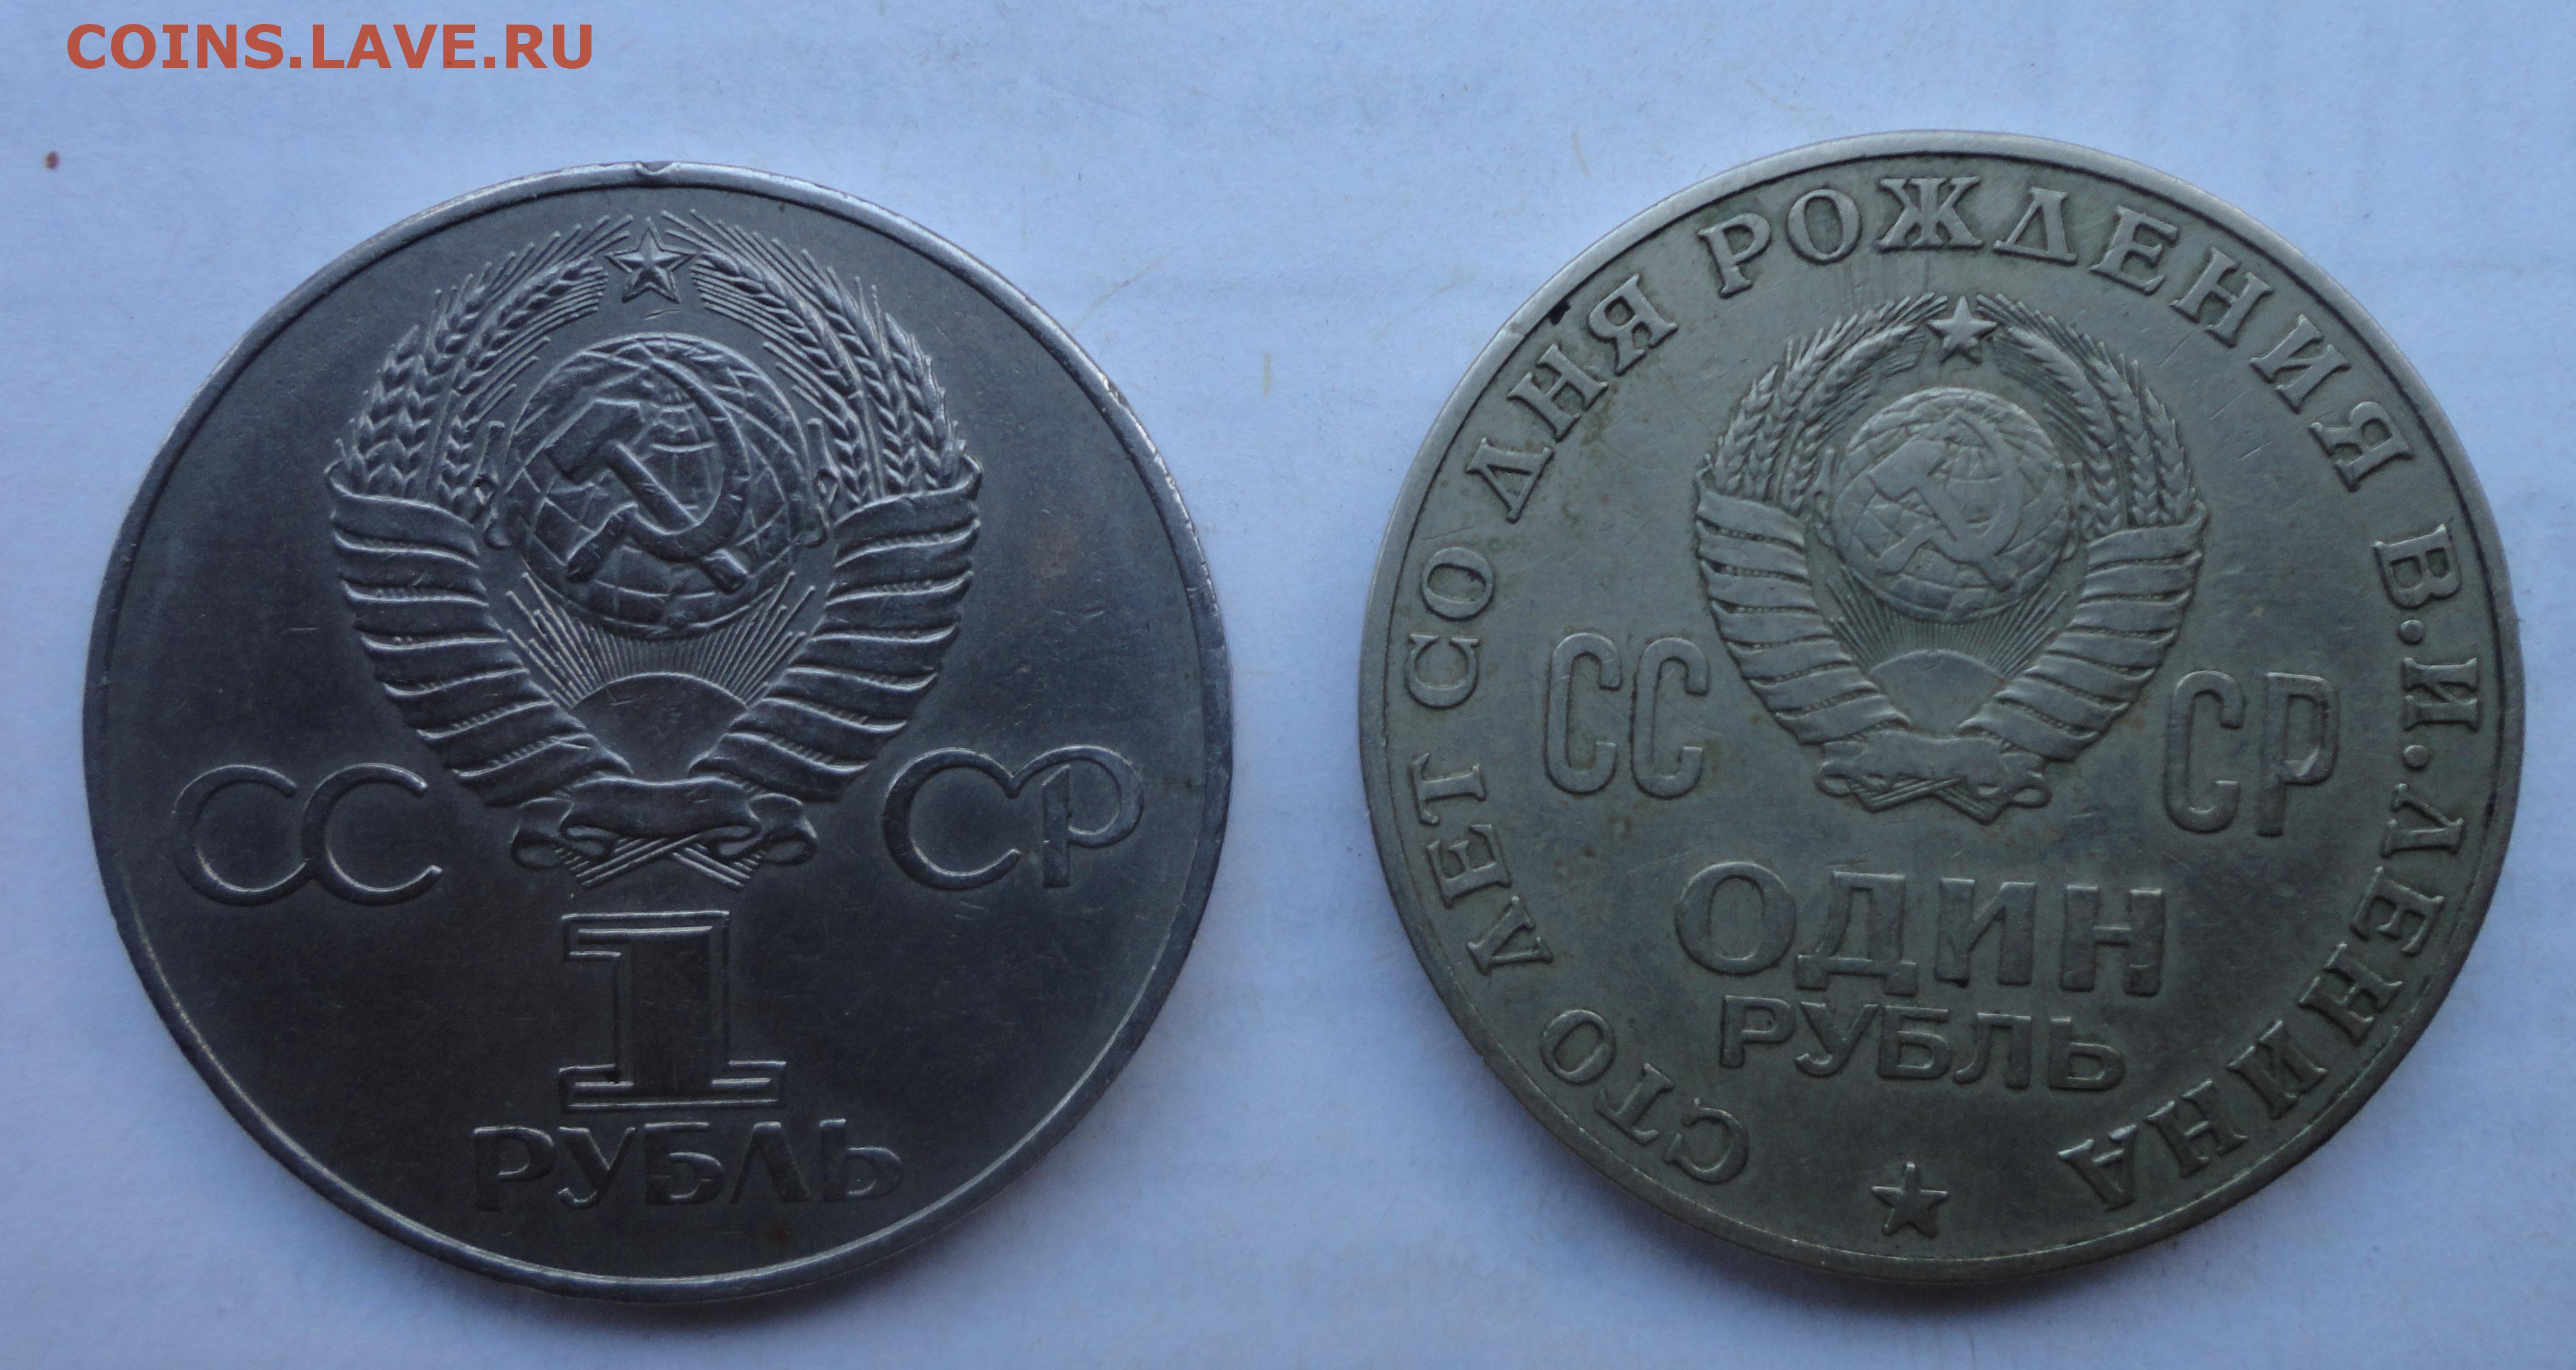 COINS.LAVE.RU
СС СР
1
РУБЛЬ
СТО ЛЕТ СО ДНЯ РОЖДЕНИЯ В.И.ЛЕНИНА
СС СР
ОДИН
РУБЛЬ